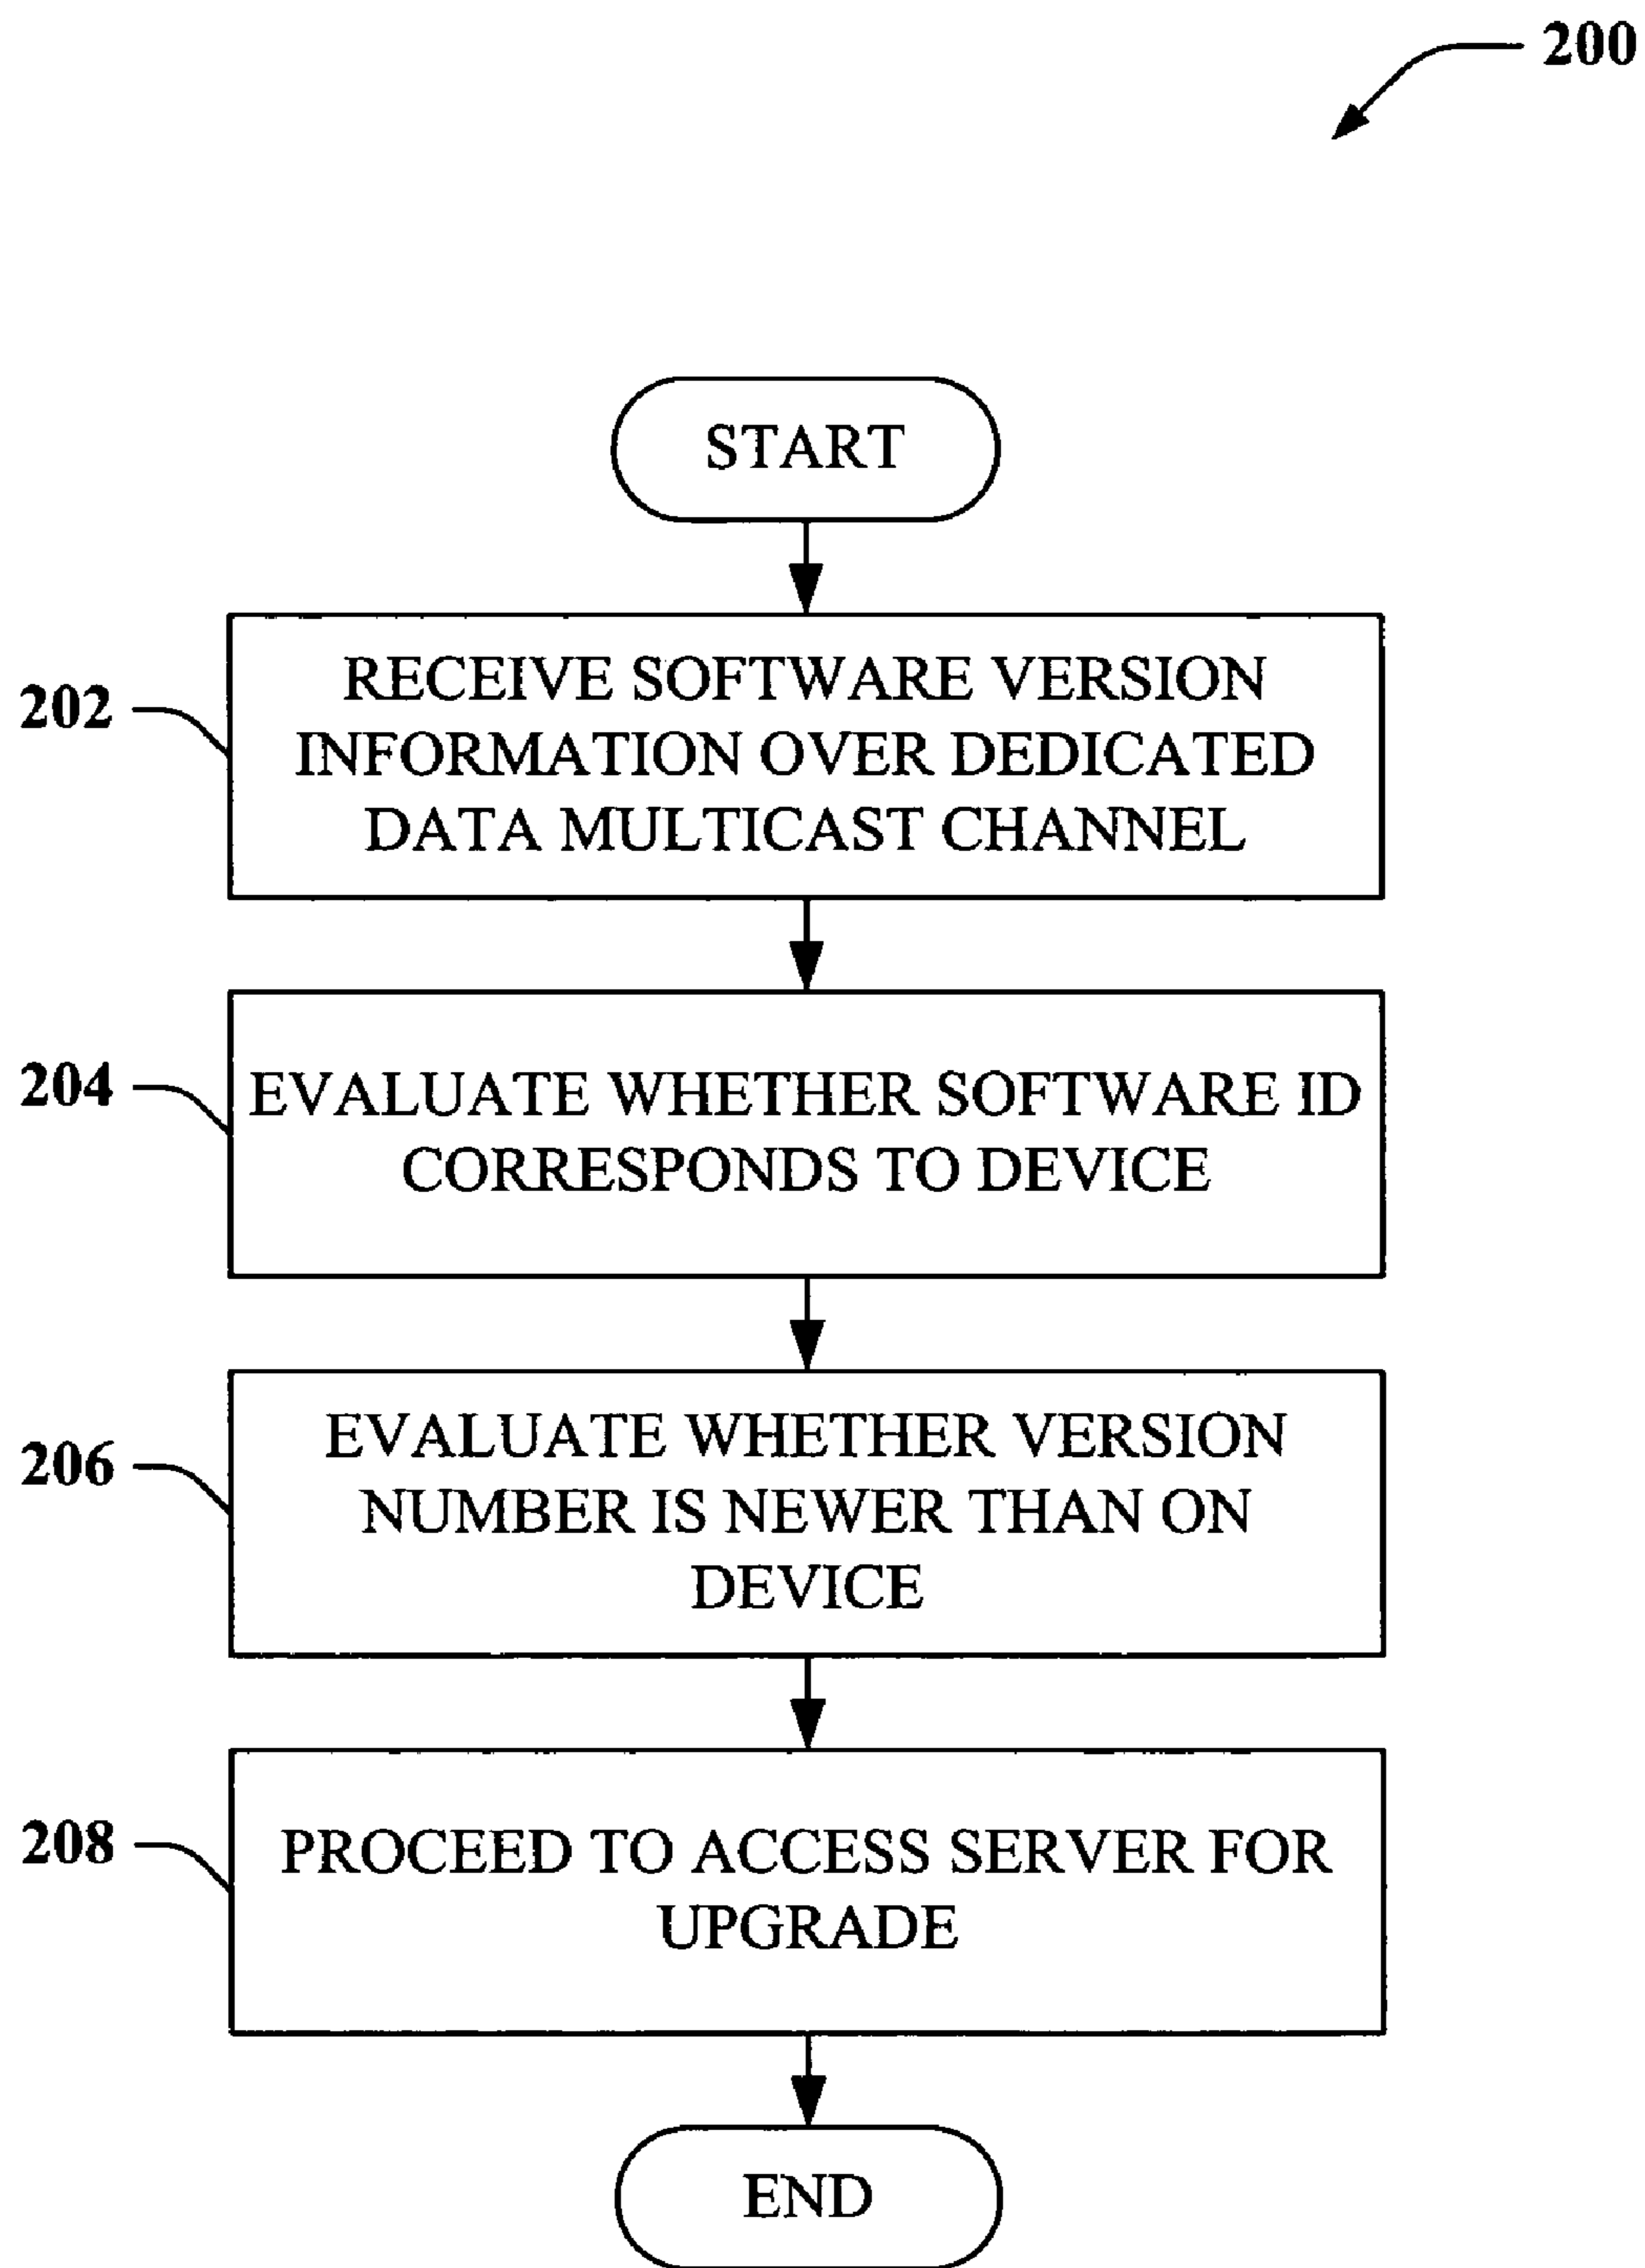 200
START
202
RECEIVE SOFTWARE VERSION
INFORMATION OVER DEDICATED
DATA MULTICAST CHANNEL
204
EVALUATE WHETHER SOFTWARE ID
CORRESPONDS TO DEVICE
206
EVALUATE WHETHER VERSION
NUMBER IS NEWER THAN ON
DEVICE
208
PROCEED TO ACCESS SERVER FOR
UPGRADE
END